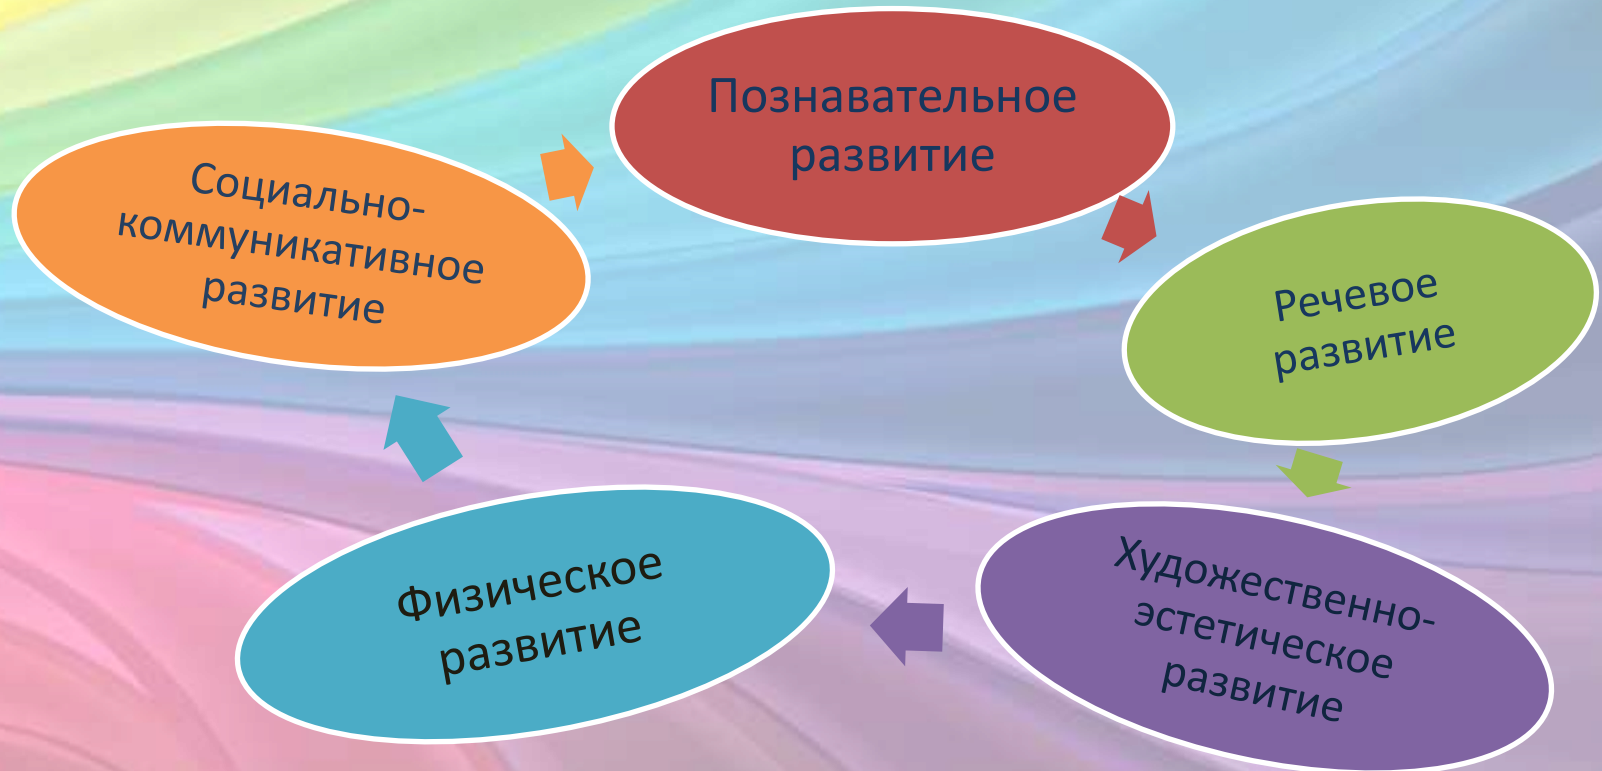 Познавательное
развитие
Социально-
коммуникативное
развитие
Речевое
развитие
Художественно-
эстетическое
развитие
Физическое
развитие